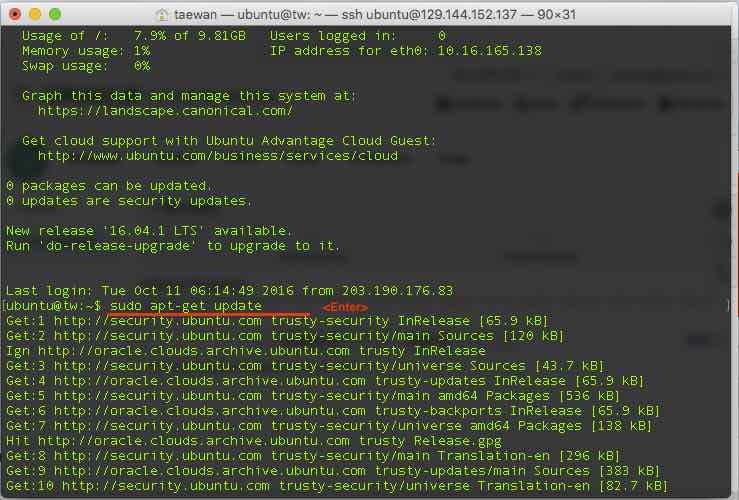 taewan — ubuntu@tw: ~ — ssh ubuntu@129.144.152.137 — 90×31
Usage of /:   7.9% of 9.81GB   Users logged in:     0
Memory usage: 1%               IP address for eth0: 10.16.165.138
Swap usage:   0%
Graph this data and manage this system at:
https://landscape.canonical.com/
Get cloud support with Ubuntu Advantage Cloud Guest:
http://www.ubuntu.com/business/services/cloud
0 packages can be updated.
0 updates are security updates.
New release '16.04.1 LTS' available.
Run 'do-release-upgrade' to upgrade to it.
Last login: Tue Oct 11 06:14:49 2016 from 203.190.176.83
[ubuntu@tw:~$ sudo apt-get update <Enter> ]
Get:1 http://security.ubuntu.com trusty-security InRelease [65.9 kB]
Get:2 http://security.ubuntu.com trusty-security/main Sources [120 kB]
Ign http://oracle.clouds.archive.ubuntu.com trusty InRelease
Get:3 http://security.ubuntu.com trusty-security/universe Sources [43.7 kB]
Get:4 http://oracle.clouds.archive.ubuntu.com trusty-updates InRelease [65.9 kB]
Get:5 http://security.ubuntu.com trusty-security/main amd64 Packages [536 kB]
Get:6 http://oracle.clouds.archive.ubuntu.com trusty-backports InRelease [65.9 kB]
Get:7 http://security.ubuntu.com trusty-security/universe amd64 Packages [138 kB]
Hit http://oracle.clouds.archive.ubuntu.com trusty Release.gpg
Get:8 http://security.ubuntu.com trusty-security/main Translation-en [296 kB]
Get:9 http://oracle.clouds.archive.ubuntu.com trusty-updates/main Sources [383 kB]
Get:10 http://security.ubuntu.com trusty-security/universe Translation-en [82.7 kB]